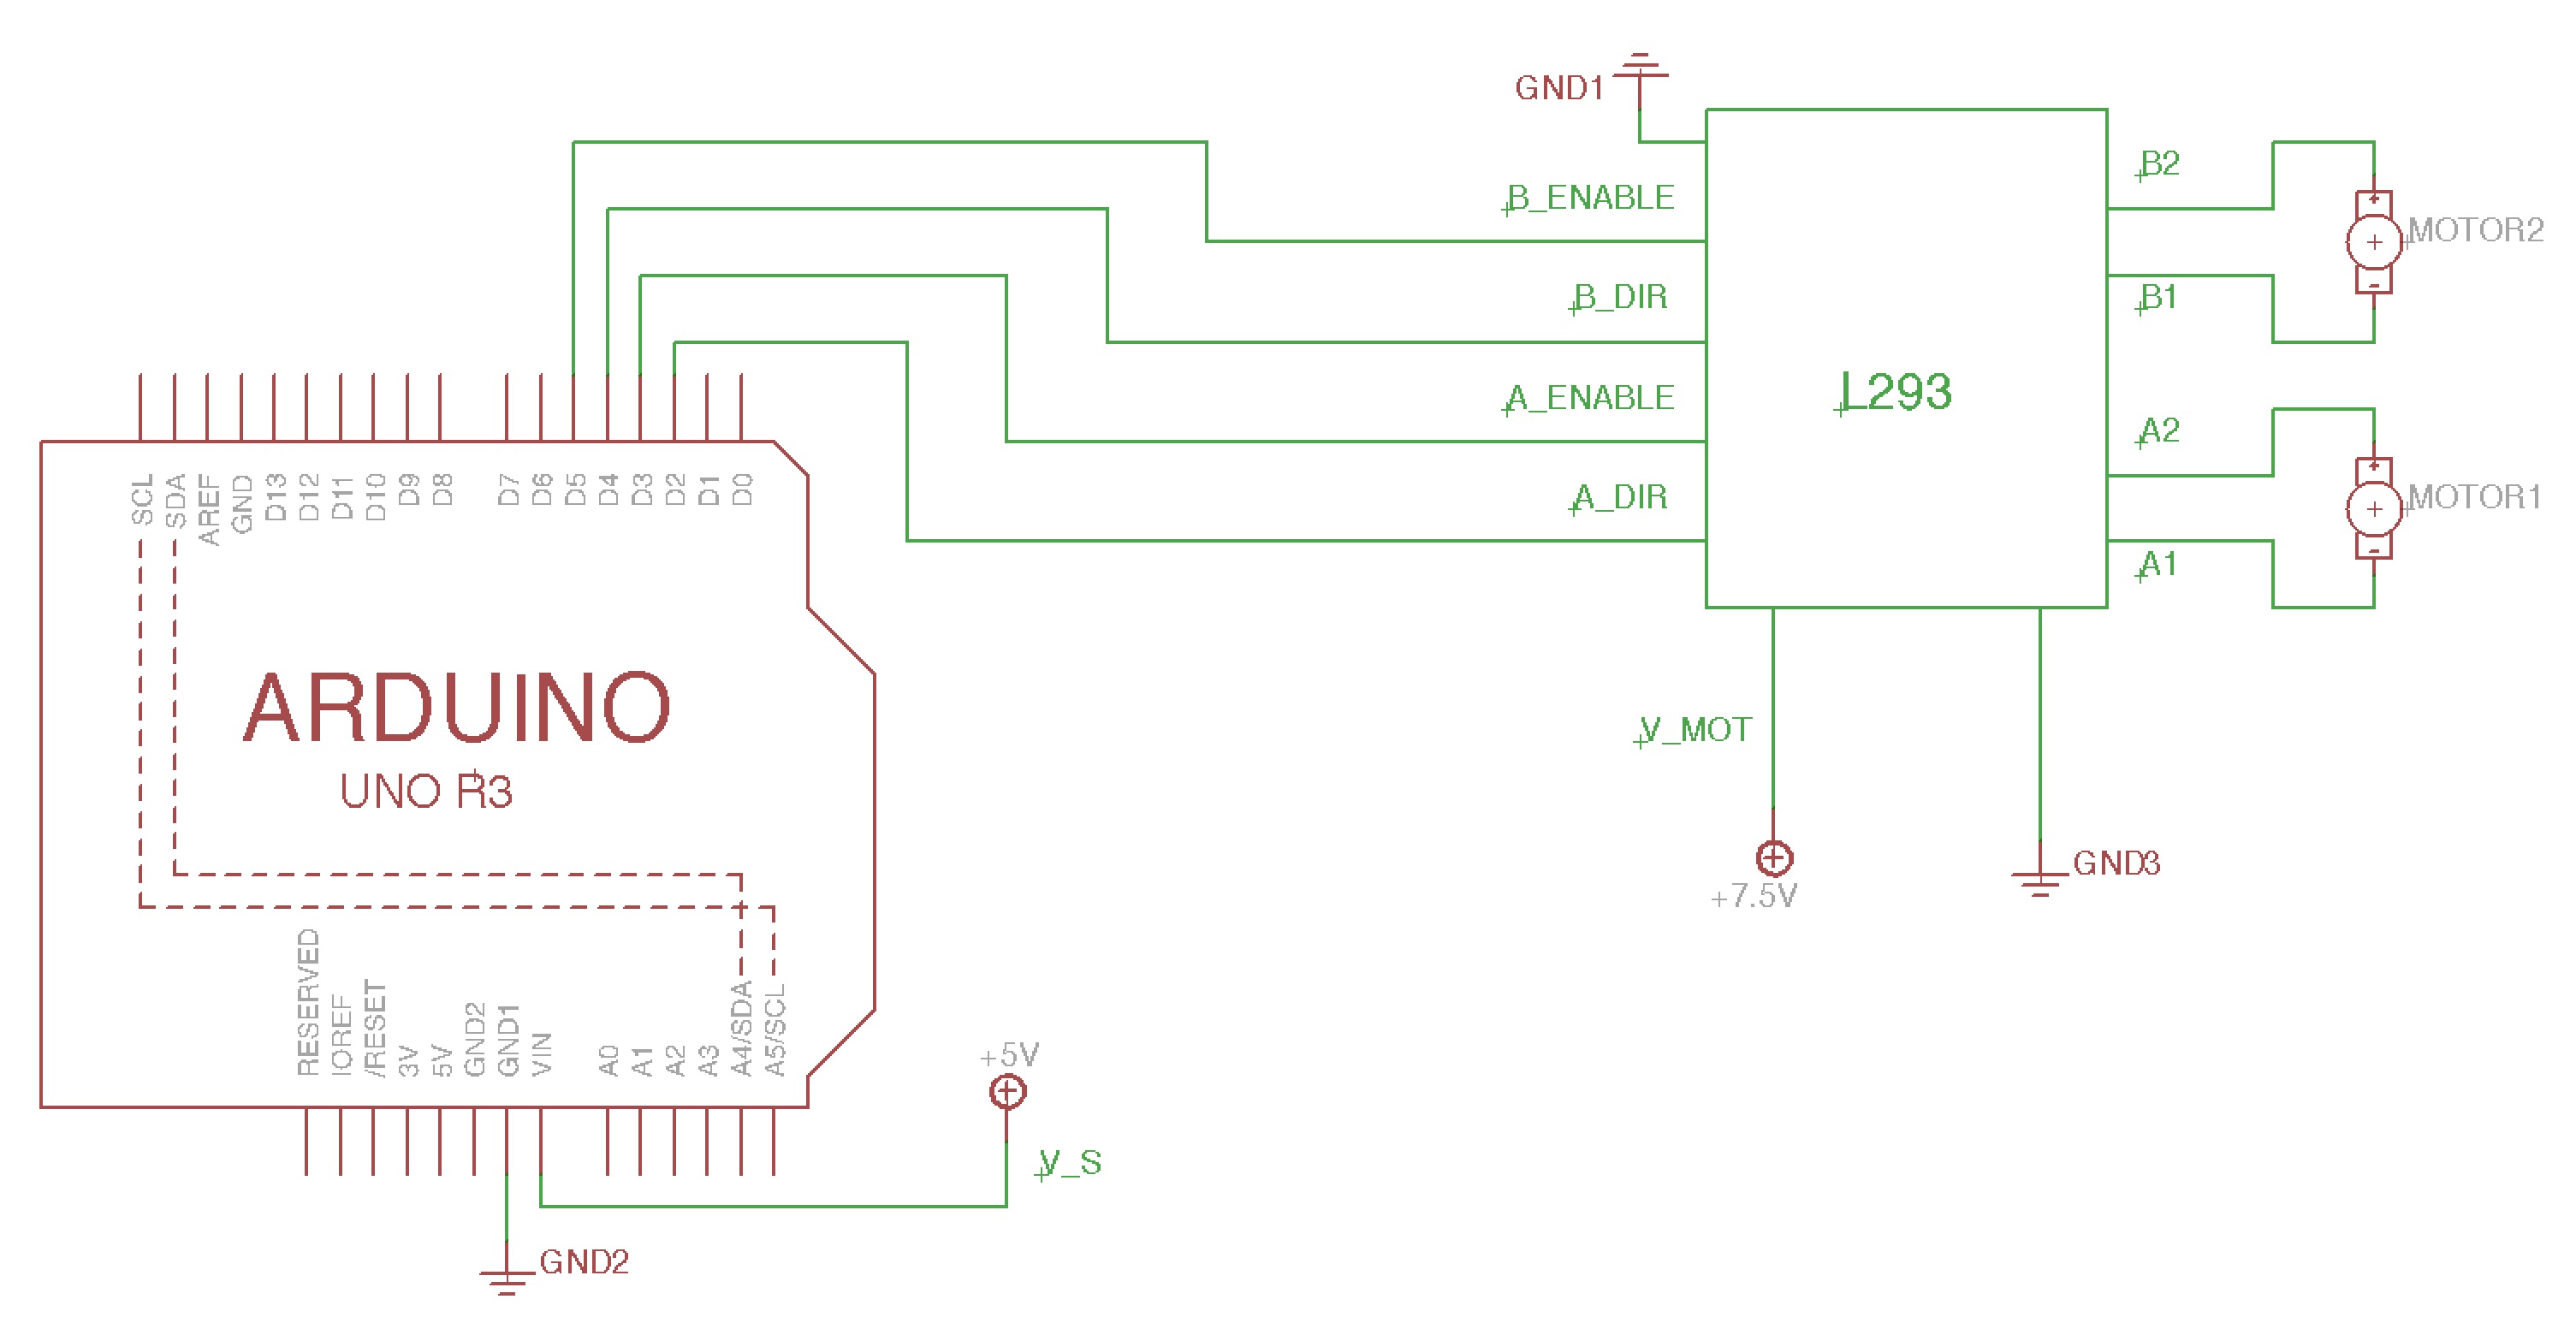 GND1
B_ENABLE
B_DIR
A_ENABLE
A_DIR
L293
B2
B1
A2
A1
+
-
MOTOR2
+
-
MOTOR1
V_MOT
+7.5V
GND3
SCL
SDA
AREF
GND
D13
D12
D11
D10
D9
D8
D7
D6
D5
D4
D3
D2
D1
D0
ARDUINO
UNO R3
RESERVED
IOREF
/RESET
3V
5V
GND2
GND1
VIN
A0
A1
A2
A3
A4/SDA
A5/SCL
+5V
V_S
GND2